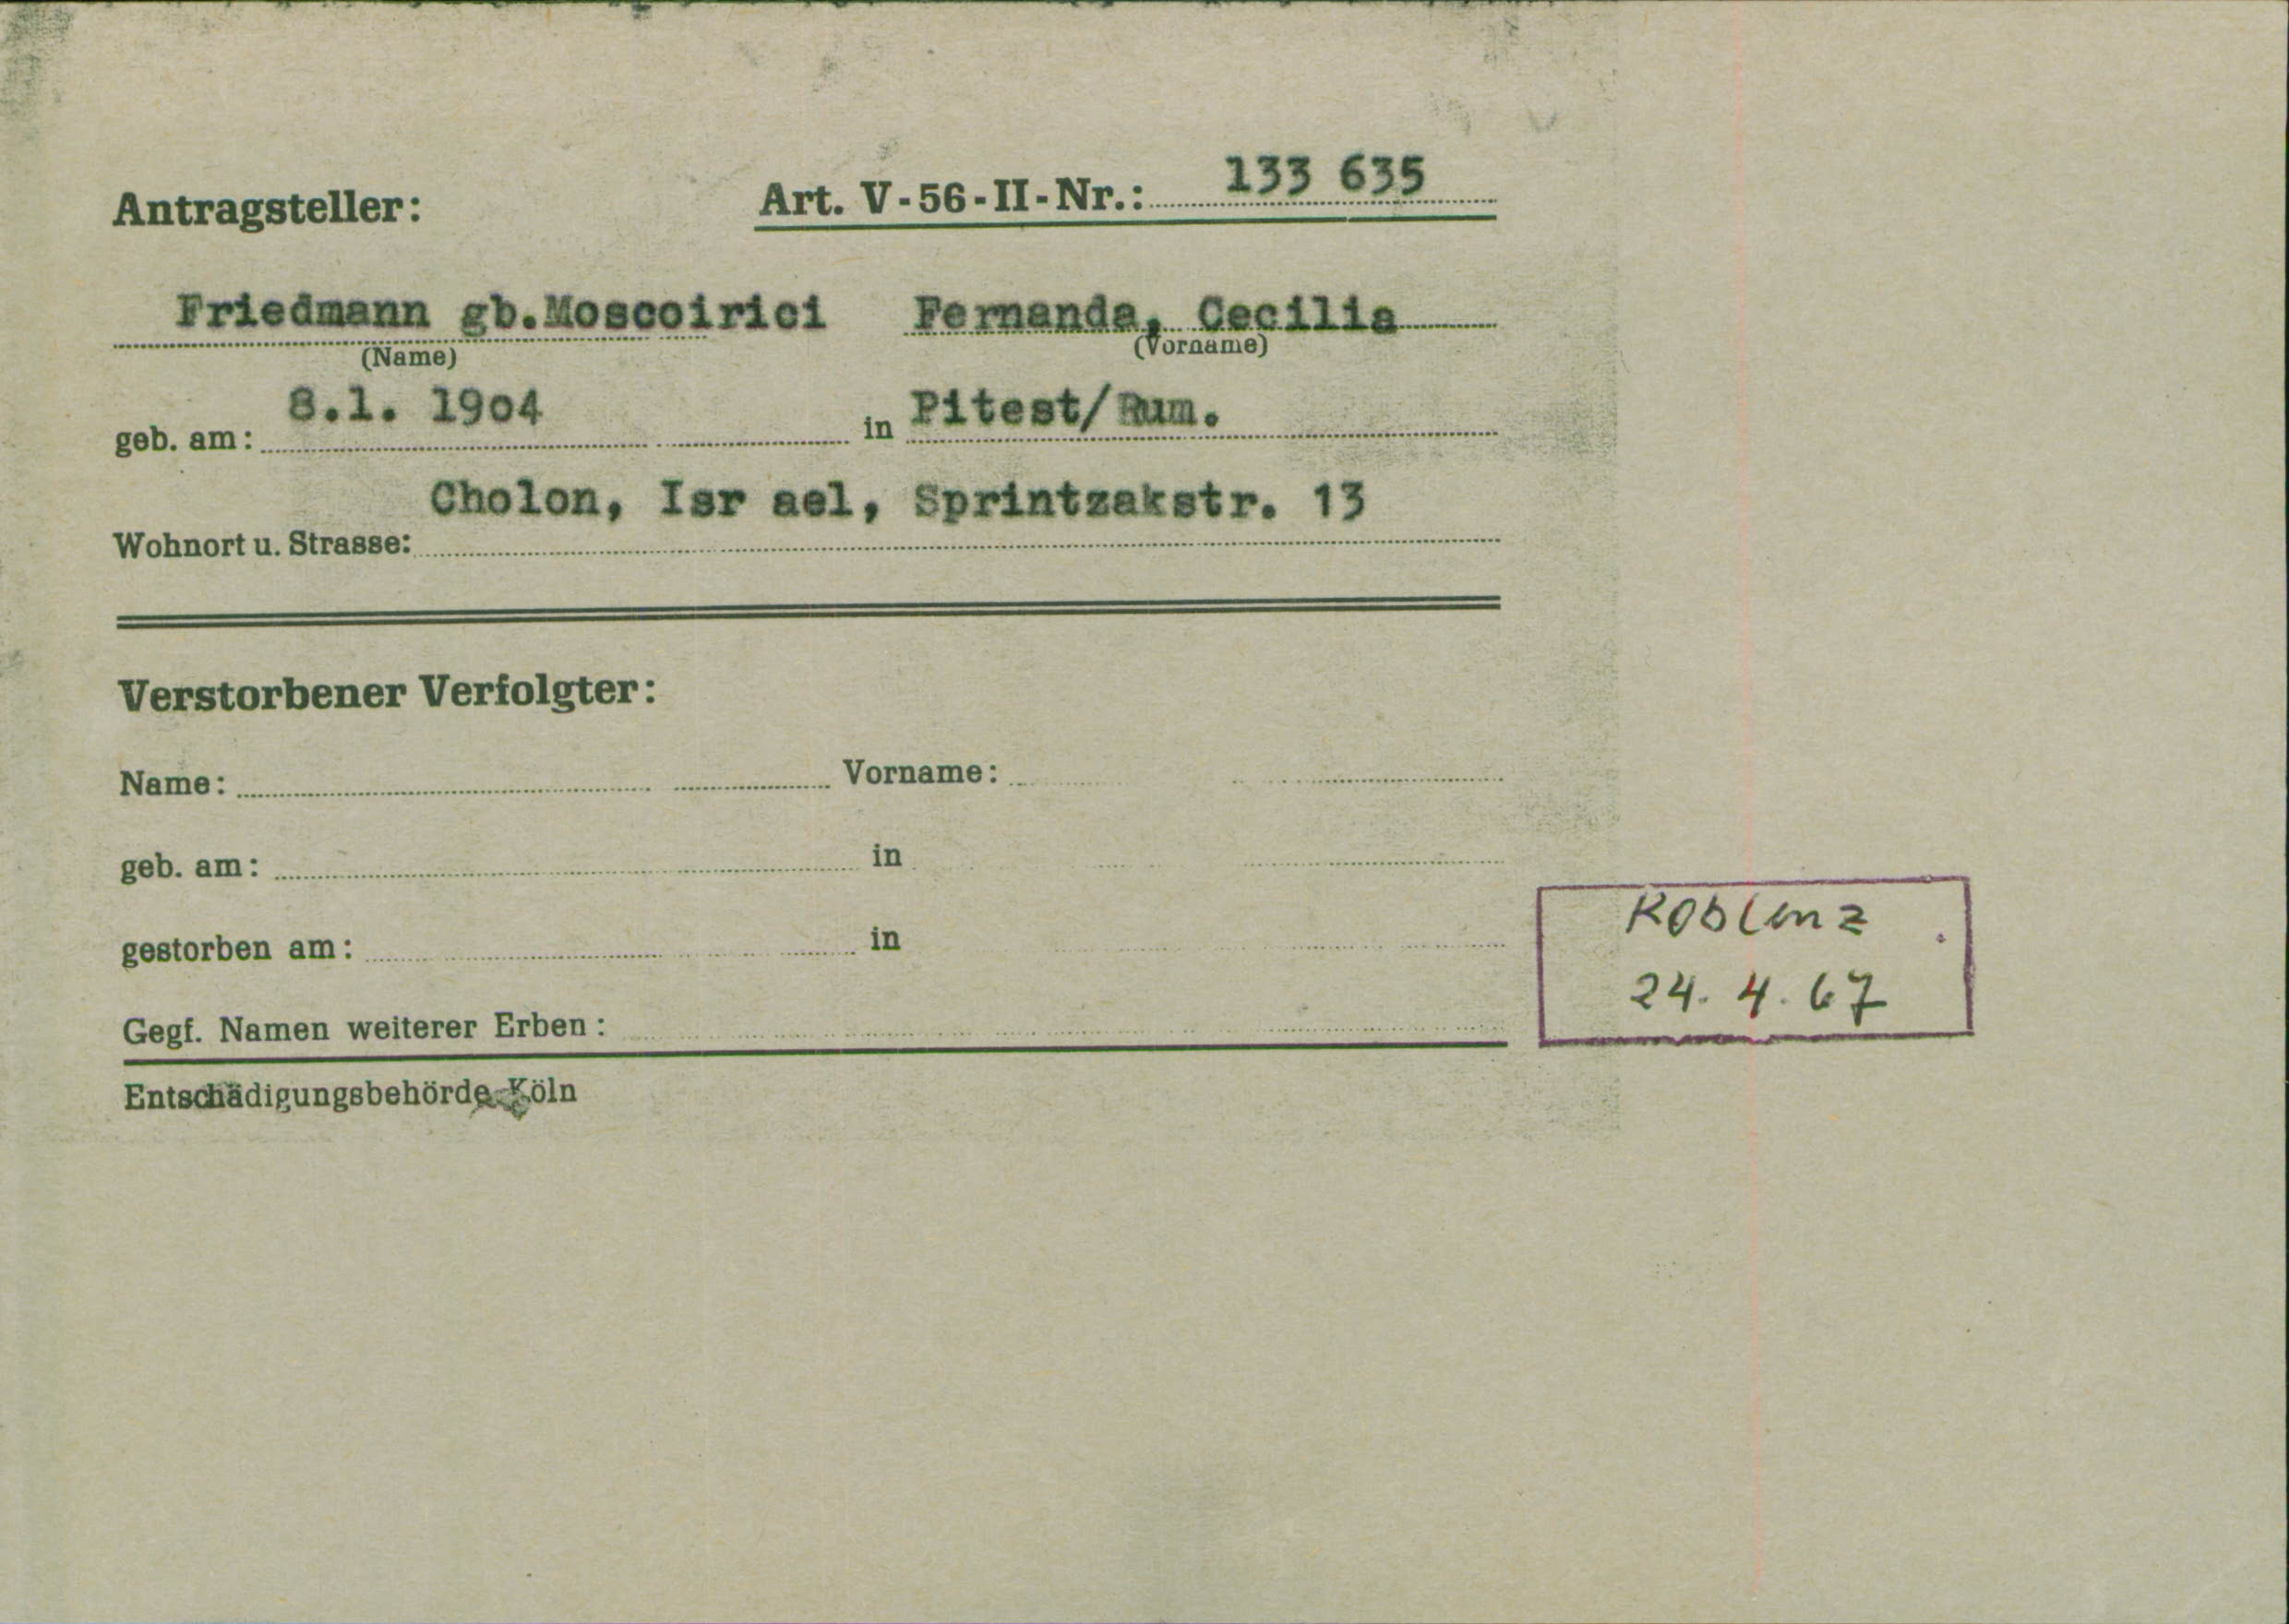 Antragsteller: Art. V-56-II-Nr.: 133 635
Friedmann gb.Moscoirici Fernanda, Cecilia
(Name) (Vorname)
geb. am: 8.1. 1904 in Pitest/Rum.
Wohnort u. Strasse: Cholon, Isr ael, Sprintzakstr. 13
Verstorbener Verfolgter:
Name: Vorname:
geb. am: in
gestorben am: in
Gegf. Namen weiterer Erben:
Entschädigungsbehörde Köln
Koblenz
24. 4. 67